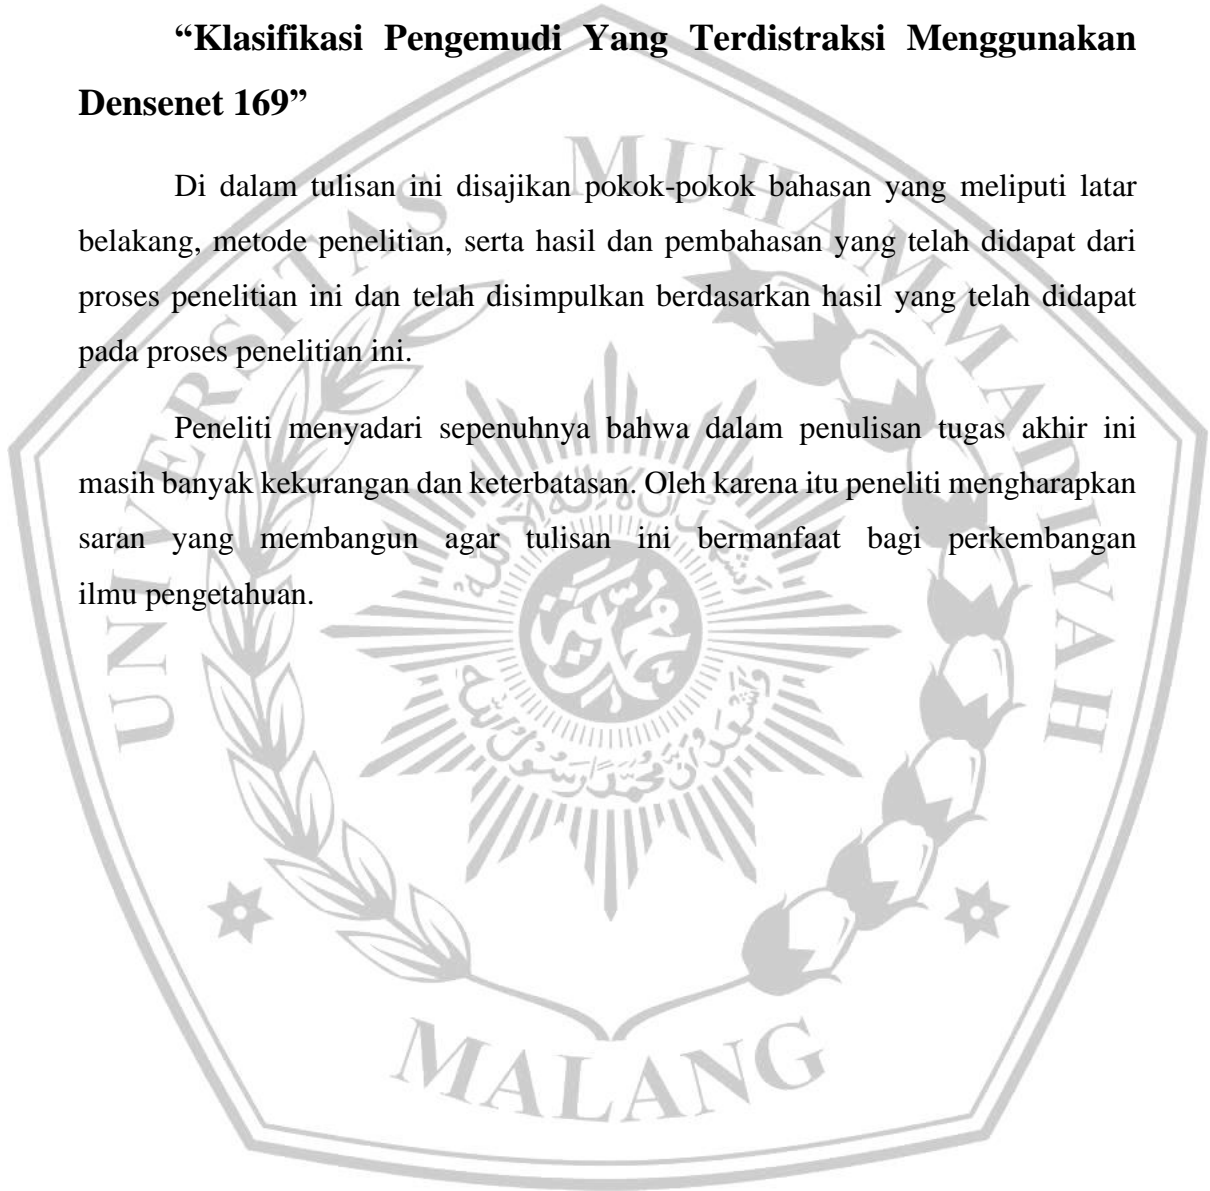 “Klasifikasi Pengemudi Yang Terdistraksi Menggunakan
Densenet 169”
Di dalam tulisan ini disajikan pokok-pokok bahasan yang meliputi latar
belakang, metode penelitian, serta hasil dan pembahasan yang telah didapat dari
proses penelitian ini dan telah disimpulkan berdasarkan hasil yang telah didapat
pada proses penelitian ini.
Peneliti menyadari sepenuhnya bahwa dalam penulisan tugas akhir ini
masih banyak kekurangan dan keterbatasan. Oleh karena itu peneliti mengharapkan
saran yang membangun agar tulisan ini bermanfaat bagi perkembangan
ilmu pengetahuan.
UNIVERSITAS MUHAMMADIYAH
MALANG